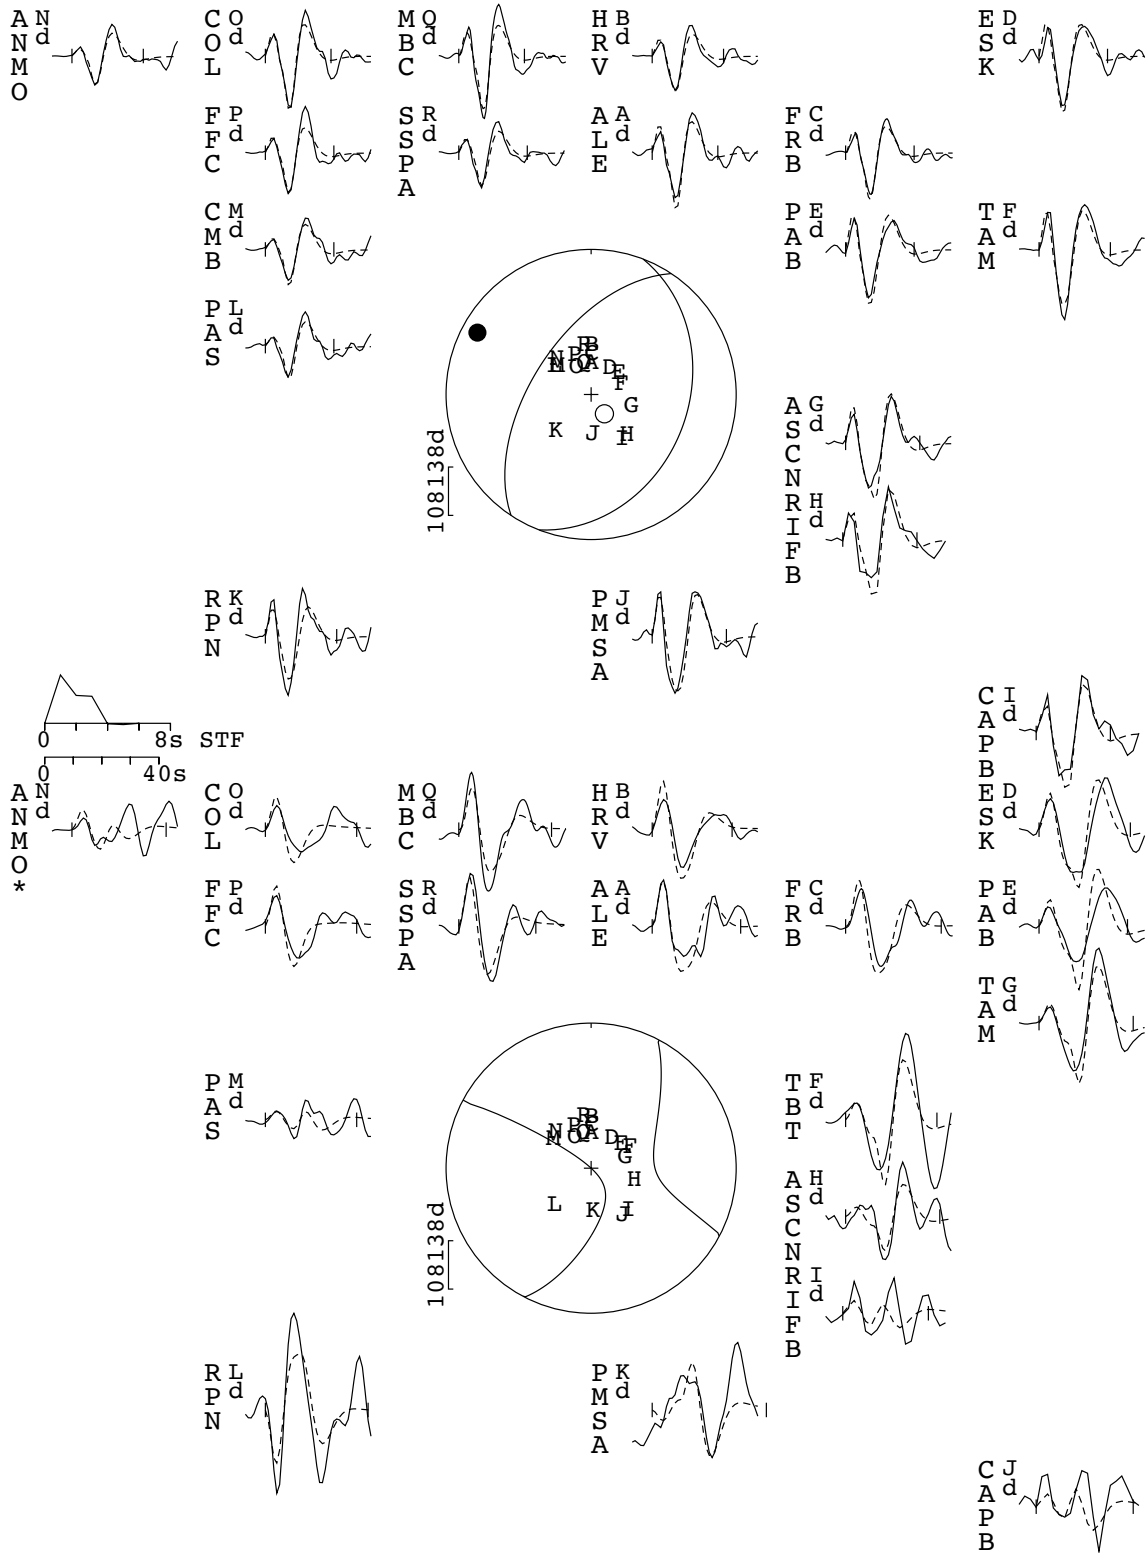 ANMO N d
COL O d
MBC Q d
HRV B d
ESK D d
FFC P d
SSPA R d
ALE A d
FRB C d
CMB M d
PAB E d
TAM F d
PAS L d
R B
N P C
M O Q A D E
F
G
K J I H
108138d
ASCN G d
RIFB H d
RPN K d
PMSA J d
CAPB I d
0 8s STF
0 40s
ANMO* N d
COL O d
MBC Q d
HRV B d
ESK D d
FFC P d
SSPA R d
ALE A d
FRB C d
PAB E d
TAM G d
PAS M d
TBT F d
R B
N P C
M O Q A D E F
G
H
L K J I
108138d
ASCN H d
RIFB I d
RPN L d
PMSA K d
CAPB J d